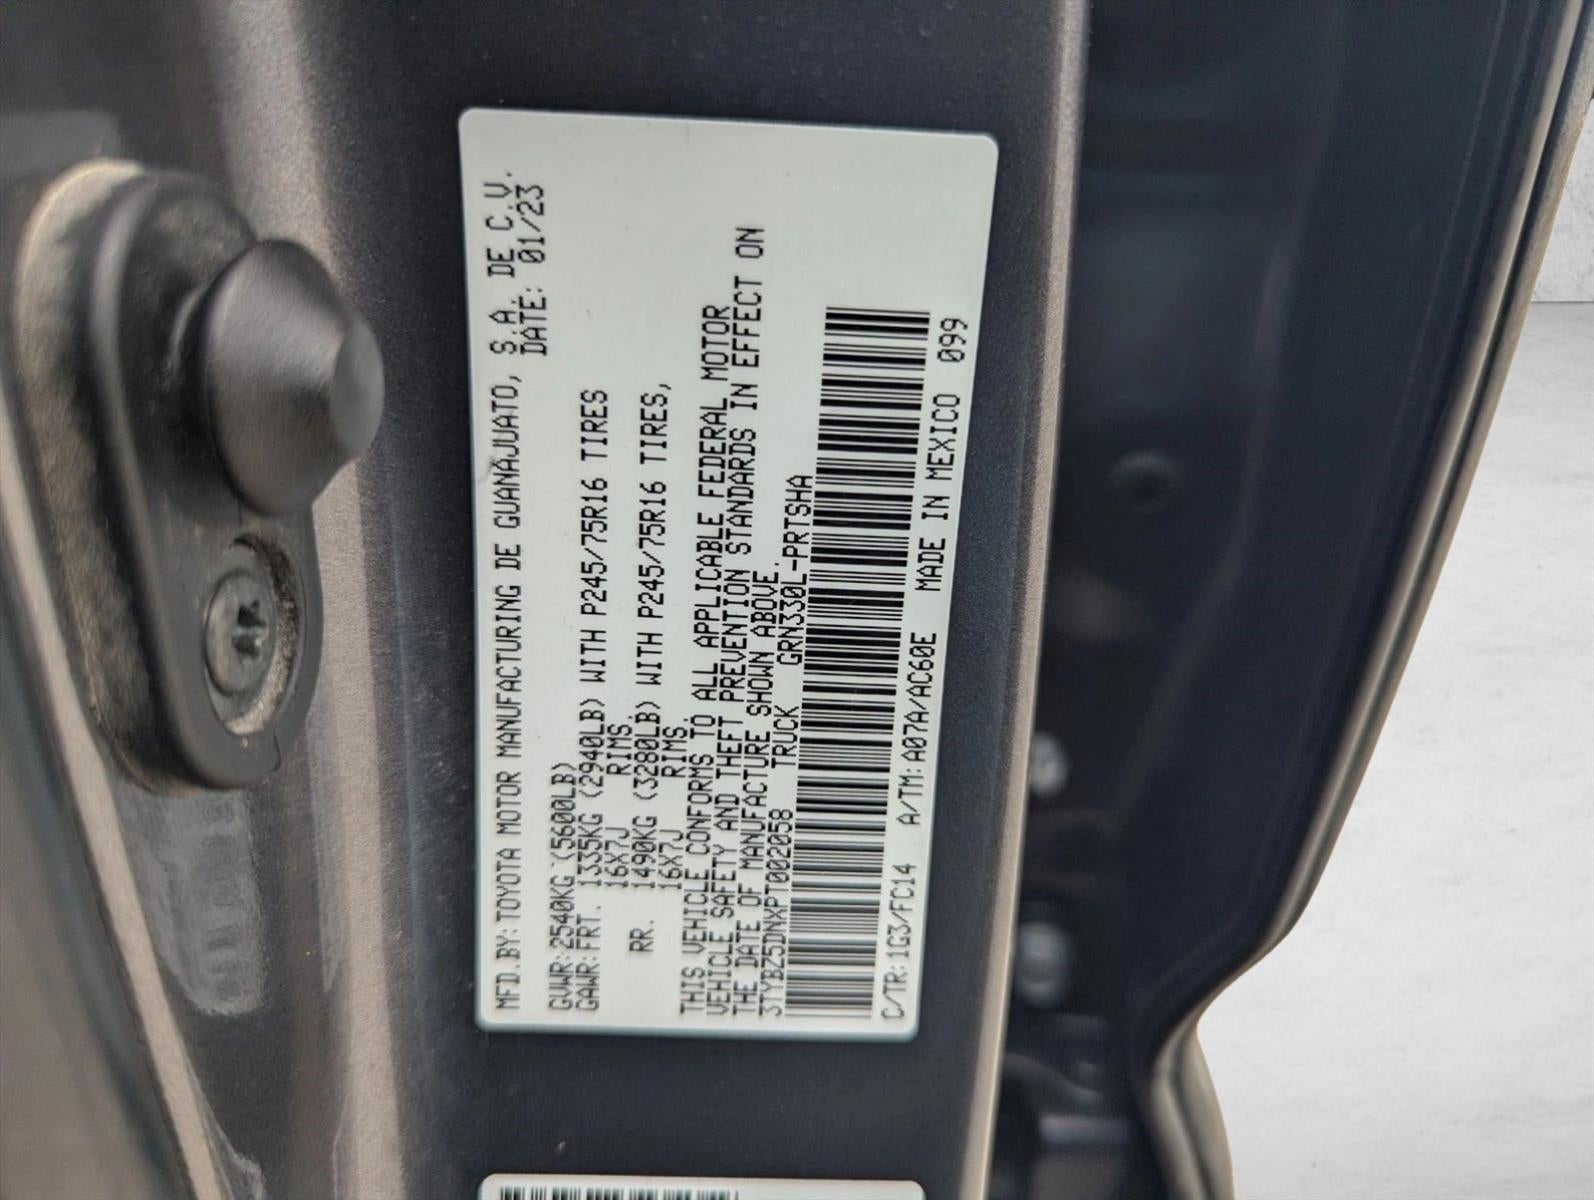 MFD.BY: TOYOTA MOTOR MANUFACTURING DE GUANAJUATO, S.A. DE C.V.
DATE: 01/23
GVWR: 2540KG (5600LB)
GAWR: FRT. 1335KG (2940LB) WITH P245/75R16 TIRES
16X7J RIMS.
RR. 1490KG (3280LB) WITH P245/75R16 TIRES,
16X7J RIMS.
THIS VEHICLE CONFORMS TO ALL APPLICABLE FEDERAL MOTOR
VEHICLE SAFETY AND THEFT PREVENTION STANDARDS IN EFFECT ON
THE DATE OF MANUFACTURE SHOWN ABOVE.
3TYBZ5DNXPT002058 TRUCK GRN330L-PRTSHA
C/TR: 1G3/FC14 A/TM: A07A/AC60E MADE IN MEXICO 099